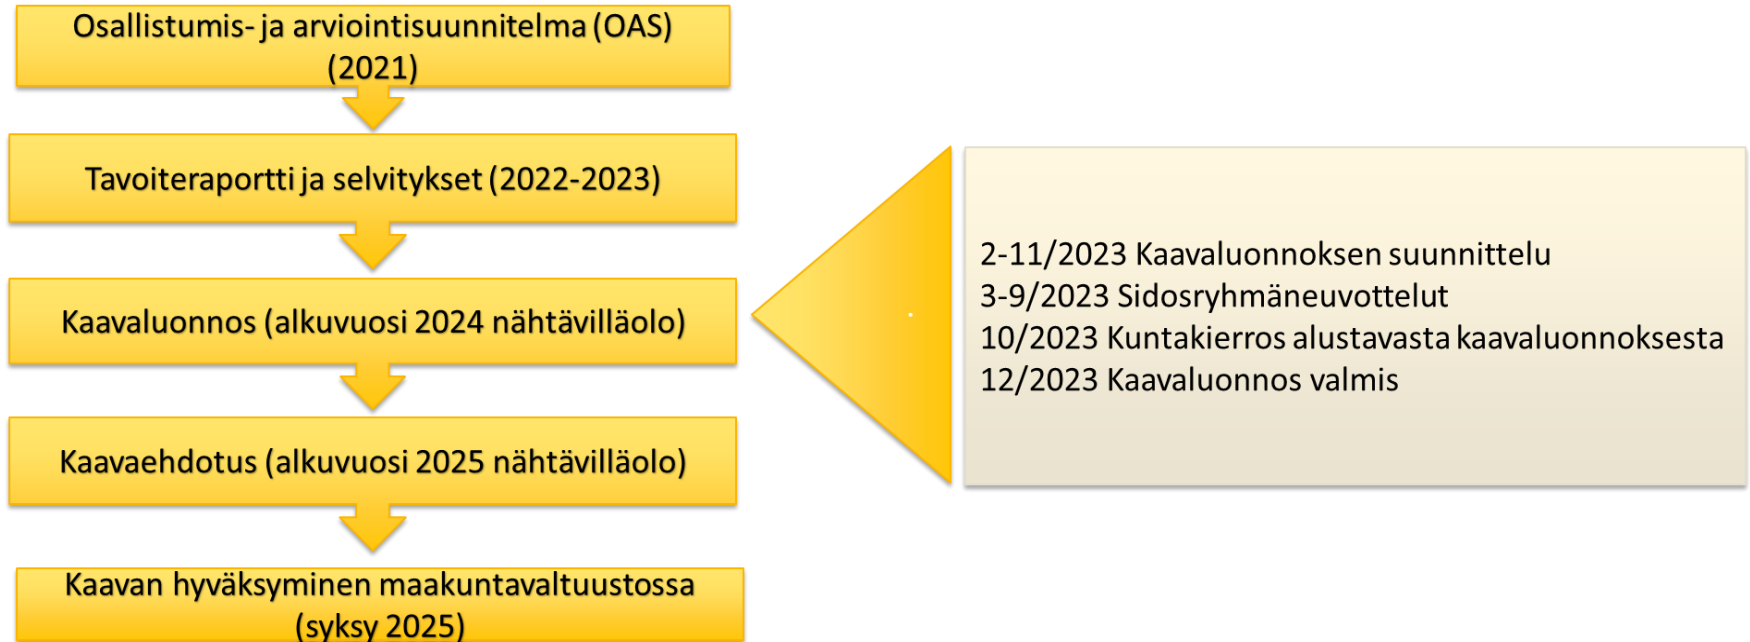 Osallistumis- ja arviointisuunnitelma (OAS)
(2021)
Tavoiteraportti ja selvitykset (2022-2023)
Kaavaluonnos (alkuvuosi 2024 nähtävilläolo)
Kaavaehdotus (alkuvuosi 2025 nähtävilläolo)
Kaavan hyväksyminen maakuntavaltuustossa
(syksy 2025)
2-11/2023 Kaavaluonnoksen suunnittelu
3-9/2023 Sidosryhmäneuvottelut
10/2023 Kuntakierros alustavasta kaavaluonnoksesta
12/2023 Kaavaluonnos valmis